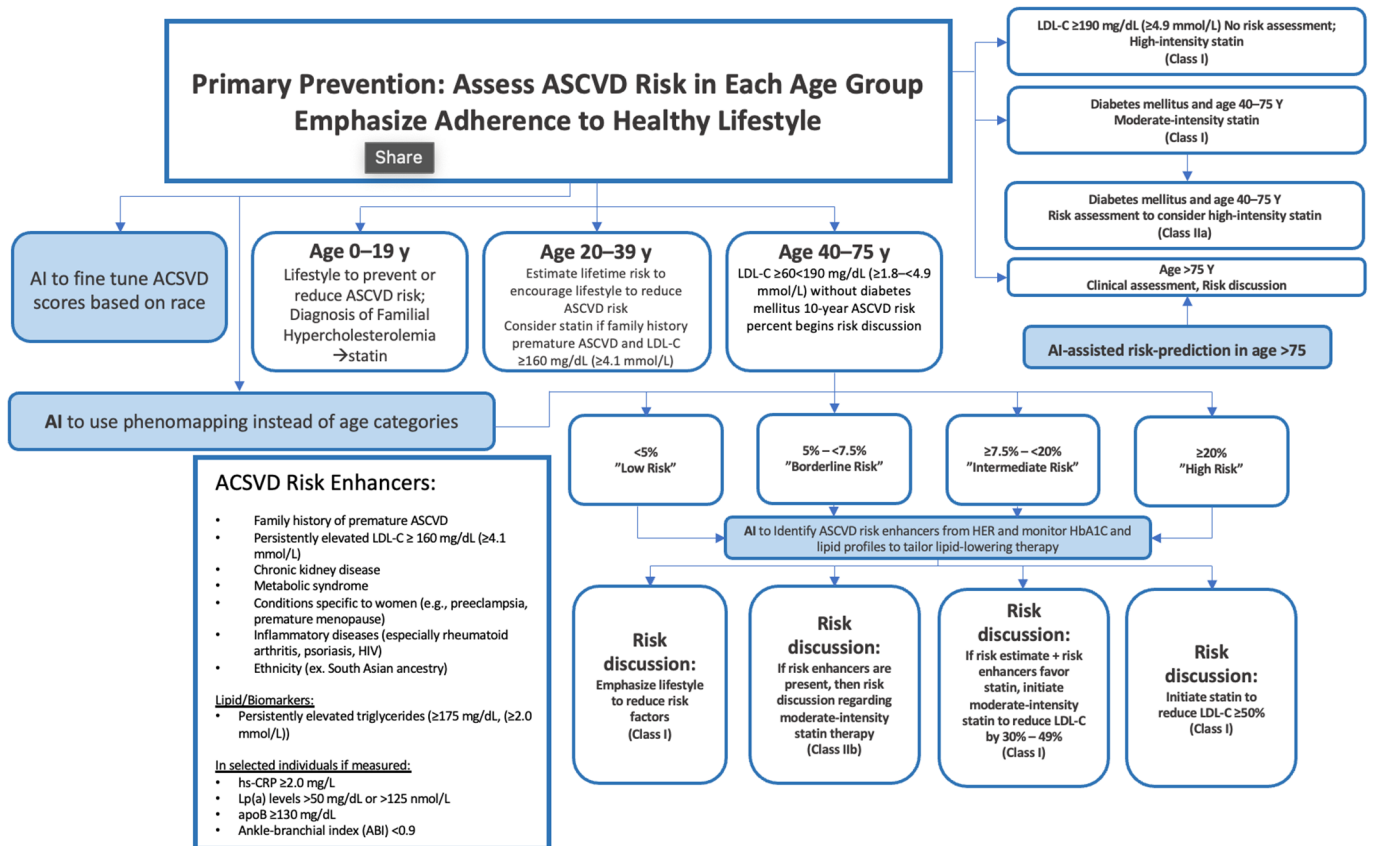 Primary Prevention: Assess ASCVD Risk in Each Age Group
Emphasize Adherence to Healthy Lifestyle
Share
LDL-C ≥190 mg/dL (≥4.9 mmol/L) No risk assessment;
High-intensity statin
(Class I)
Diabetes mellitus and age 40–75 Y
Moderate-intensity statin
(Class I)
Diabetes mellitus and age 40–75 Y
Risk assessment to consider high-intensity statin
(Class IIa)
Age >75 Y
Clinical assessment, Risk discussion
AI-assisted risk-prediction in age >75
AI to fine tune ACSVD
scores based on race
Age 0–19 y
Lifestyle to prevent or
reduce ASCVD risk;
Diagnosis of Familial
Hypercholesterolemia
→statin
Age 20–39 y
Estimate lifetime risk to
encourage lifestyle to reduce
ASCVD risk
Consider statin if family history
premature ASCVD and LDL-C
≥160 mg/dL (≥4.1 mmol/L)
Age 40–75 y
LDL-C ≥60<190 mg/dL (≥1.8–<4.9
mmol/L) without diabetes
mellitus 10-year ASCVD risk
percent begins risk discussion
AI to use phenomapping instead of age categories
<5%
”Low Risk”
5% – <7.5%
”Borderline Risk”
≥7.5% – <20%
”Intermediate Risk”
≥20%
”High Risk”
AI to Identify ASCVD risk enhancers from HER and monitor HbA1C and
lipid profiles to tailor lipid-lowering therapy
Risk
discussion:
Emphasize lifestyle
to reduce risk
factors
(Class I)
Risk
discussion:
If risk enhancers are
present, then risk
discussion regarding
moderate-intensity
statin therapy
(Class IIb)
Risk
discussion:
If risk estimate + risk
enhancers favor
statin, initiate
moderate-intensity
statin to reduce LDL-C
by 30% – 49%
(Class I)
Risk
discussion:
Initiate statin to
reduce LDL-C ≥50%
(Class I)
ACSVD Risk Enhancers:
• Family history of premature ASCVD
• Persistently elevated LDL-C ≥ 160 mg/dL (≥4.1
mmol/L)
• Chronic kidney disease
• Metabolic syndrome
• Conditions specific to women (e.g., preeclampsia,
premature menopause)
• Inflammatory diseases (especially rheumatoid
arthritis, psoriasis, HIV)
• Ethnicity (ex. South Asian ancestry)
Lipid/Biomarkers:
• Persistently elevated triglycerides (≥175 mg/dL, (≥2.0
mmol/L))
In selected individuals if measured:
• hs-CRP ≥2.0 mg/L
• Lp(a) levels >50 mg/dL or >125 nmol/L
• apoB ≥130 mg/dL
• Ankle-branchial index (ABI) <0.9